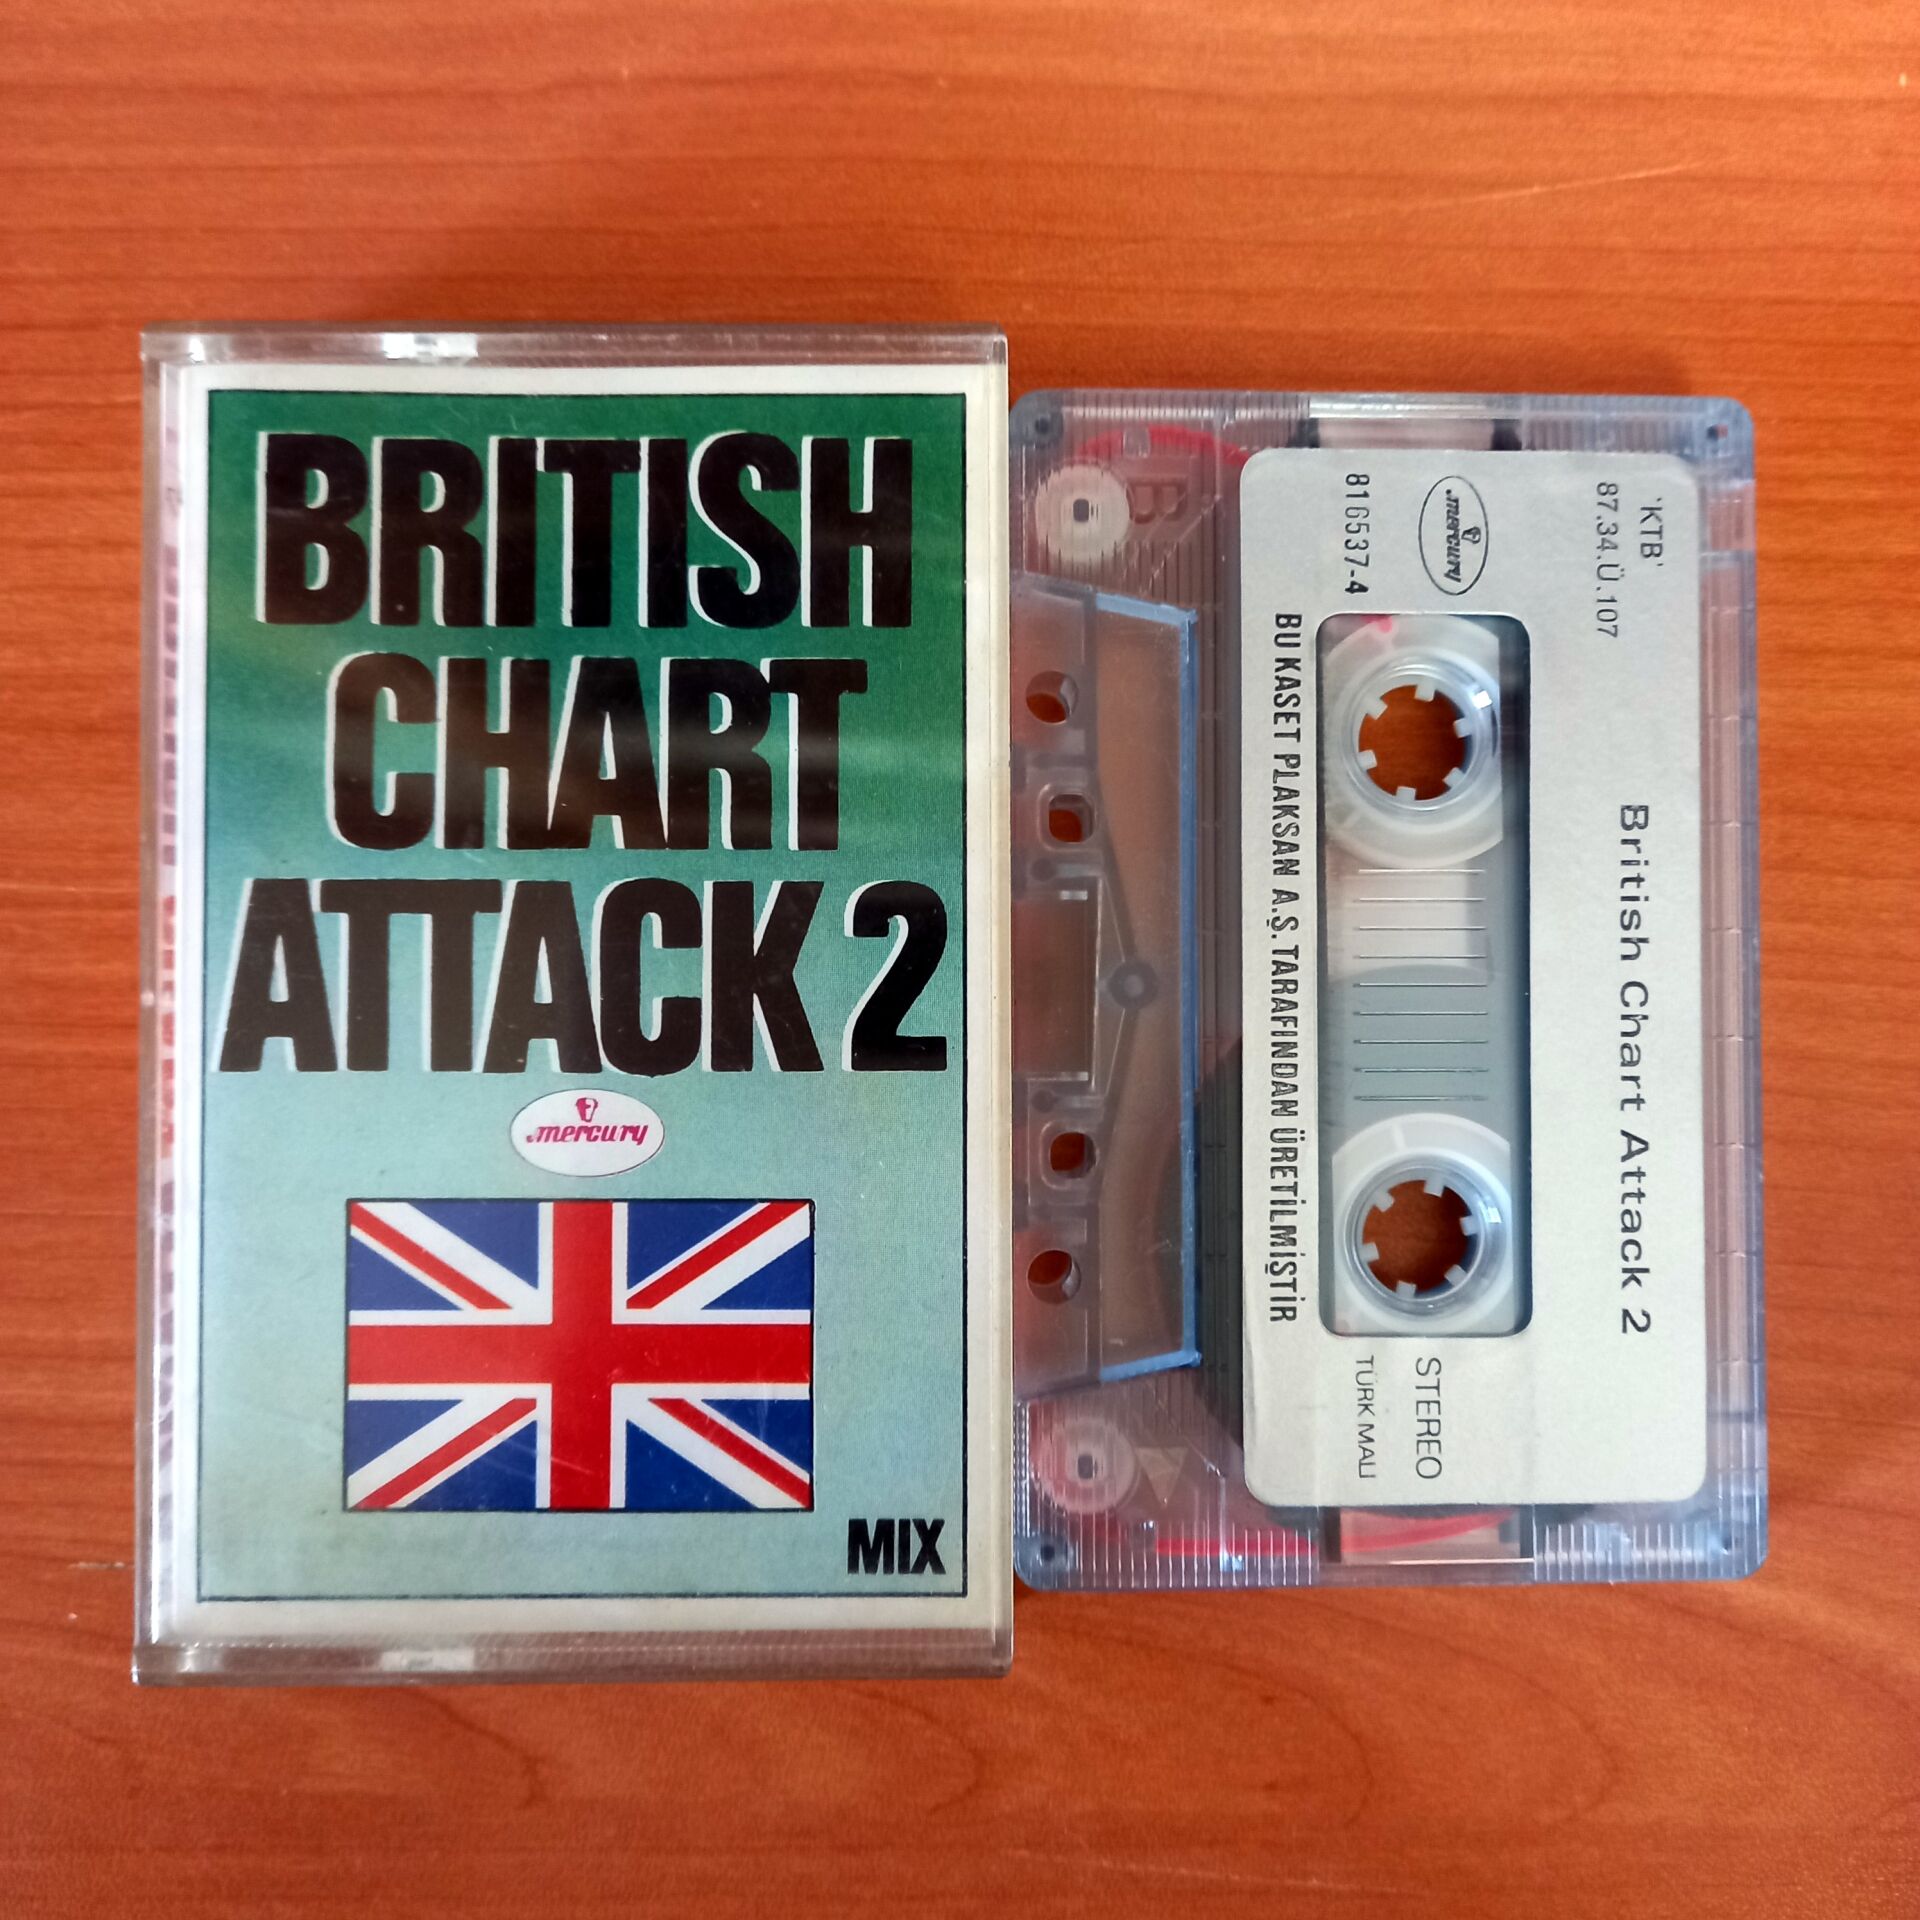 BRITISH
CHART
ATTACK 2
mercury
MIX
'KTB'
87.34.Ü.107
British Chart Attack 2
mercury
816537-4
STEREO
TÜRK MALI
BU KASET PLAKSAN A.Ş. TARAFINDAN ÜRETİLMİŞTİR
B